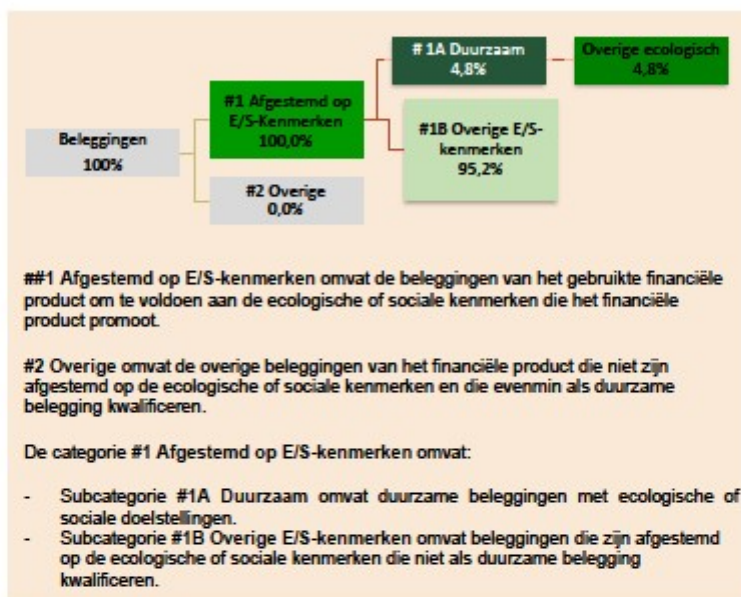 # 1A Duurzaam
4,8%
Overige ecologisch
4,8%
#1 Afgestemd op
E/S-Kenmerken
100,0%
#1B Overige E/S-
kenmerken
95,2%
Beleggingen
100%
#2 Overige
0,0%
##1 Afgestemd op E/S-kenmerken omvat de beleggingen van het gebruikte financiële
product om te voldoen aan de ecologische of sociale kenmerken die het financiële
product promoot.
#2 Overige omvat de overige beleggingen van het financiële product die niet zijn
afgestemd op de ecologische of sociale kenmerken en die evenmin als duurzame
belegging kwalificeren.
De categorie #1 Afgestemd op E/S-kenmerken omvat:
- Subcategorie #1A Duurzaam omvat duurzame beleggingen met ecologische of
sociale doelstellingen.
- Subcategorie #1B Overige E/S-kenmerken omvat beleggingen die zijn afgestemd
op de ecologische of sociale kenmerken die niet als duurzame belegging
kwalificeren.